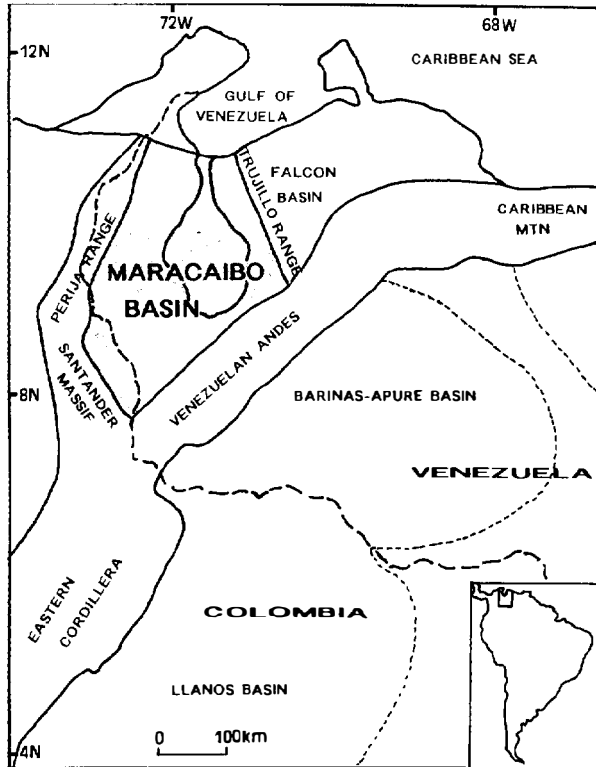 72W
68W
12N
CARIBBEAN SEA
GULF OF
VENEZUELA
TRUJILLO RANGE
FALCON
BASIN
CARIBBEAN
MTN
PERIJA RANGE
MARACAIBO
BASIN
SANTANDER
MASSIF
VENEZUELAN ANDES
8N
BARINAS-APURE BASIN
VENEZUELA
EASTERN
CORDILLERA
COLOMBIA
LLANOS BASIN
0 100km
4N